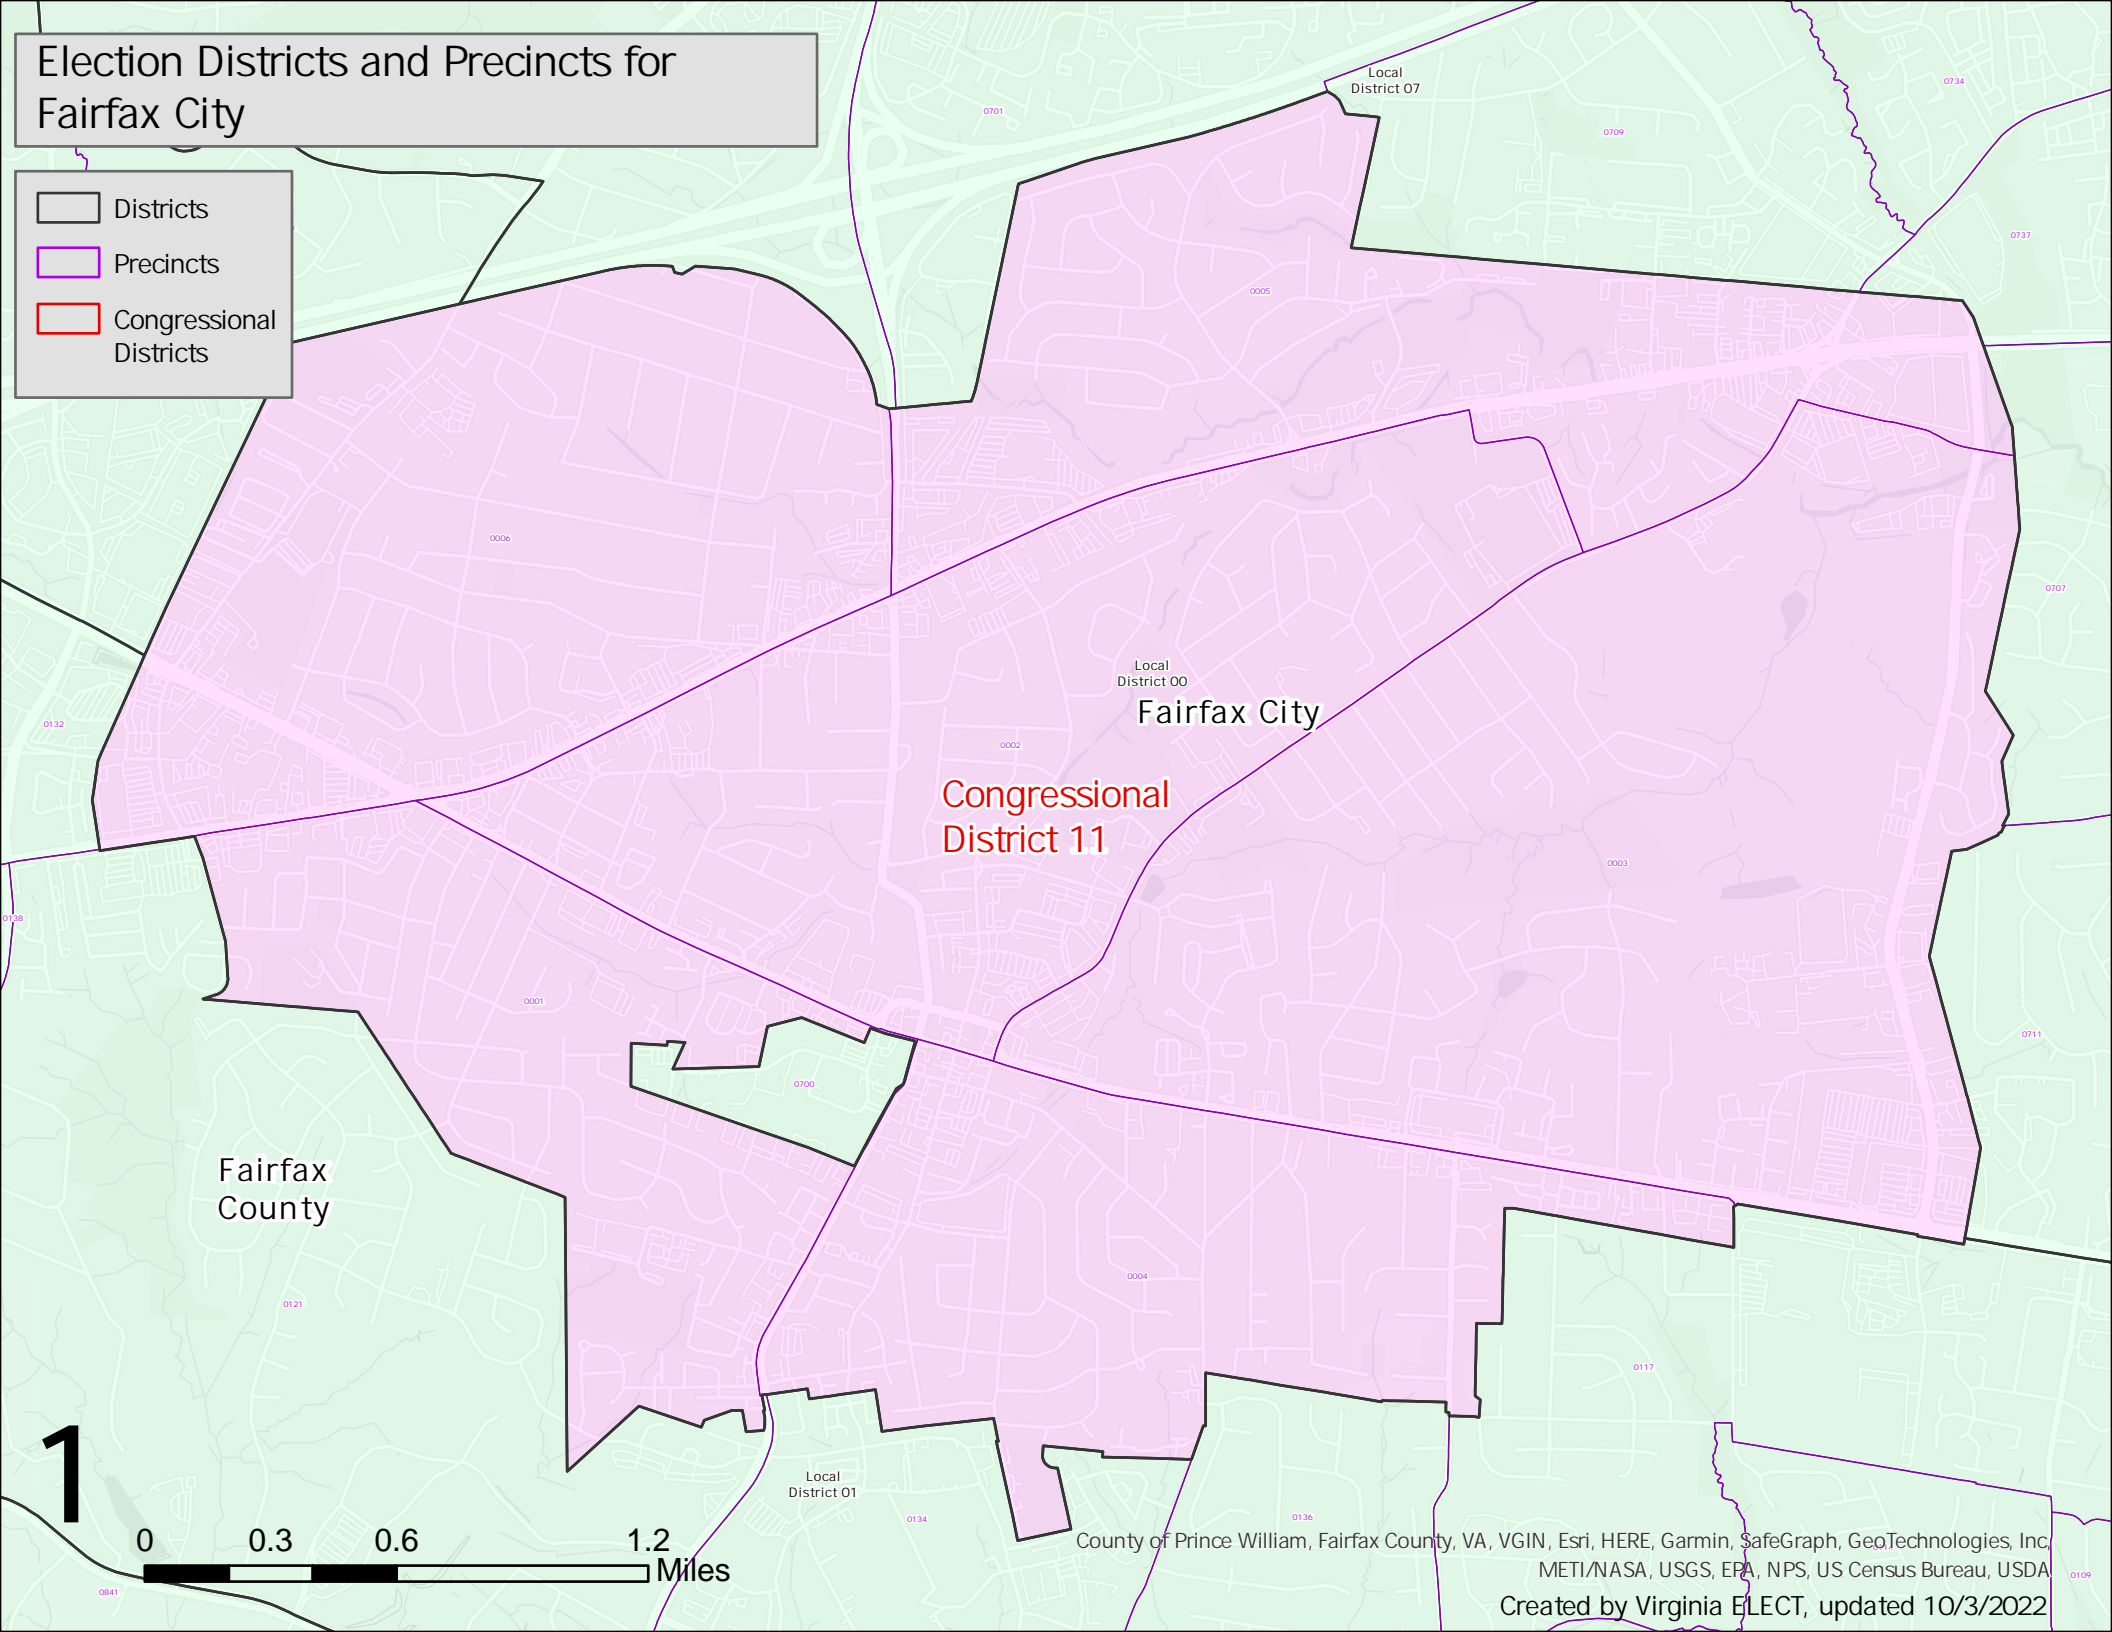 Election Districts and Precincts for
Fairfax City
Districts
Precincts
Congressional
Districts
Local
District 07
0701
0734
0709
0737
0005
0006
0707
Local
District 00
Fairfax City
0132
0002
Congressional
District 11
0003
0138
0001
0711
0700
Fairfax
County
0004
0121
0117
1
Local
District 01
0134
0136
0 0.3 0.6 1.2
Miles
0841
0109
County of Prince William, Fairfax County, VA, VGIN, Esri, HERE, Garmin, SafeGraph, GeoTechnologies, Inc,
METI/NASA, USGS, EPA, NPS, US Census Bureau, USDA
Created by Virginia ELECT, updated 10/3/2022